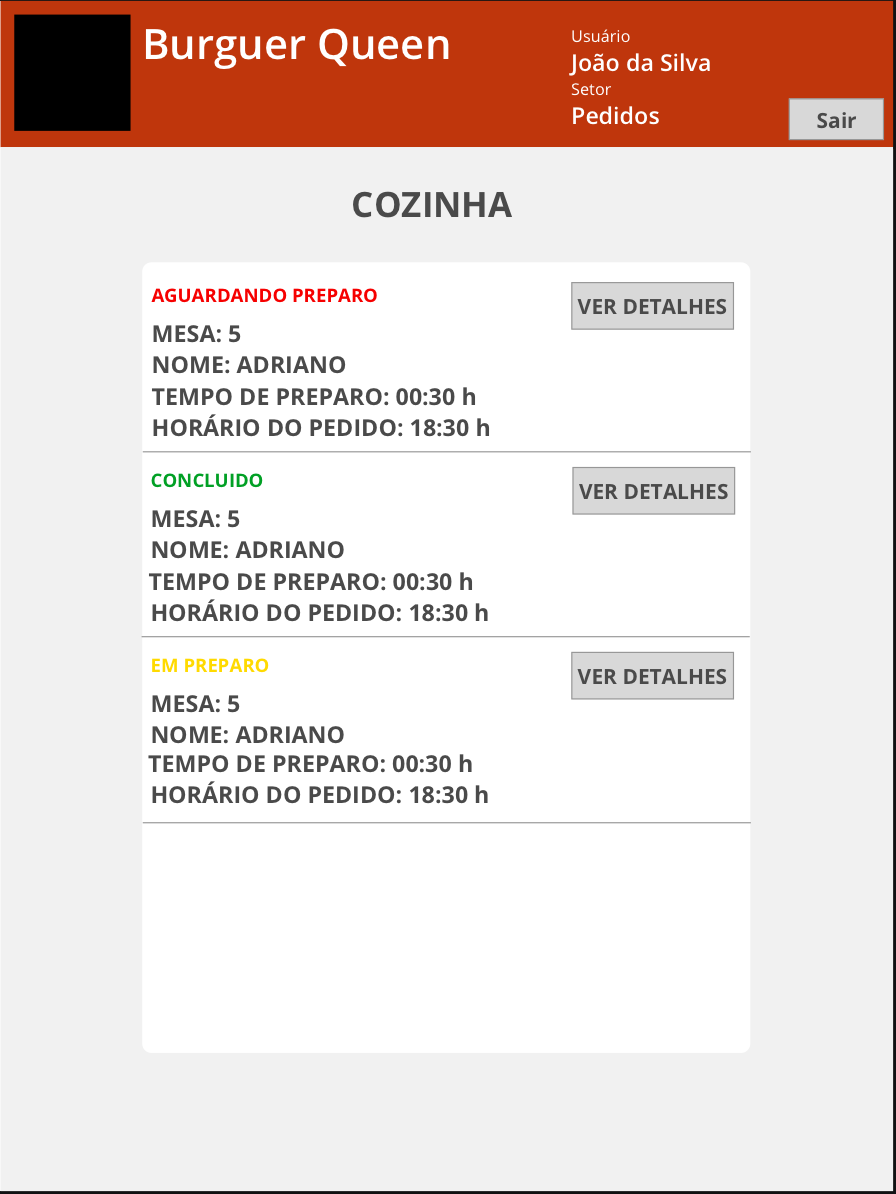 Burguer Queen
Usuário
João da Silva
Setor
Pedidos
Sair
COZINHA
AGUARDANDO PREPARO
VER DETALHES
MESA: 5
NOME: ADRIANO
TEMPO DE PREPARO: 00:30 h
HORÁRIO DO PEDIDO: 18:30 h
CONCLUIDO
VER DETALHES
MESA: 5
NOME: ADRIANO
TEMPO DE PREPARO: 00:30 h
HORÁRIO DO PEDIDO: 18:30 h
EM PREPARO
VER DETALHES
MESA: 5
NOME: ADRIANO
TEMPO DE PREPARO: 00:30 h
HORÁRIO DO PEDIDO: 18:30 h